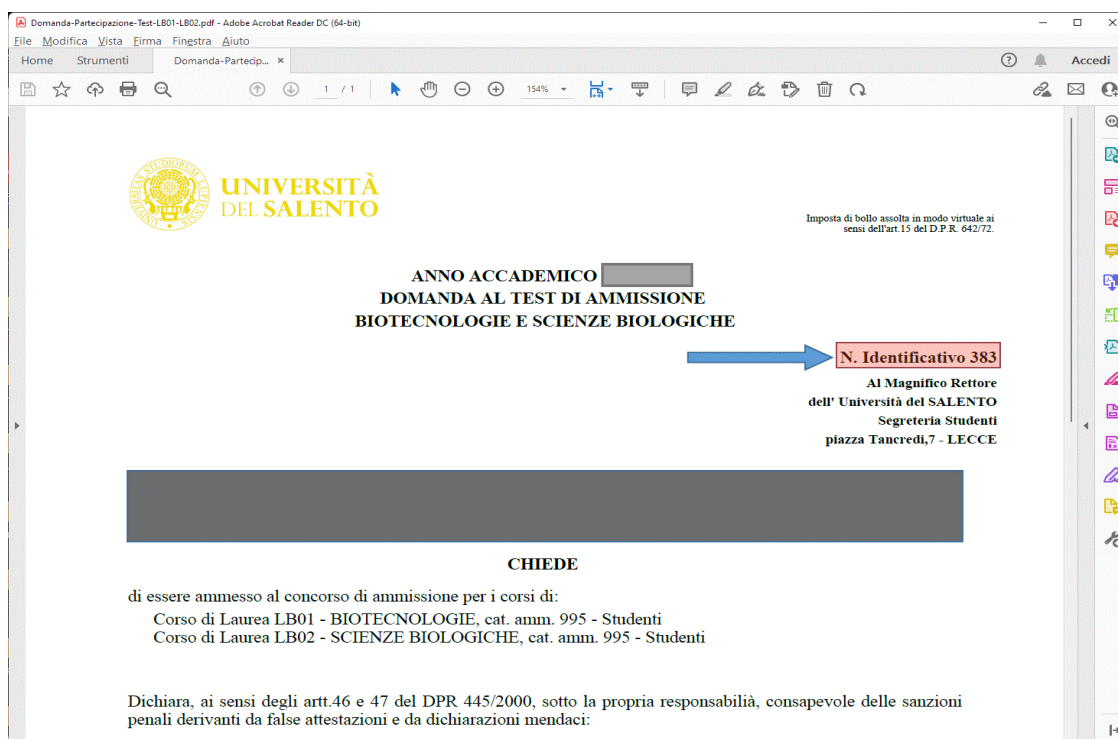 Domanda-Partecipazione-Test-LB01-LB02.pdf - Adobe Acrobat Reader DC (64-bit)
File Modifica Vista Firma Finestra Aiuto
Home Strumenti Domanda-Partecip... × Accedi
1 / 1 154%
UNIVERSITÀ
DEL SALENTO
Imposta di bollo assolta in modo virtuale ai
sensi dell'art.15 del D.P.R. 642/72.
ANNO ACCADEMICO
DOMANDA AL TEST DI AMMISSIONE
BIOTECNOLOGIE E SCIENZE BIOLOGICHE
N. Identificativo 383
Al Magnifico Rettore
dell' Università del SALENTO
Segreteria Studenti
piazza Tancredi,7 - LECCE
CHIEDE
di essere ammesso al concorso di ammissione per i corsi di:
Corso di Laurea LB01 - BIOTECNOLOGIE, cat. amm. 995 - Studenti
Corso di Laurea LB02 - SCIENZE BIOLOGICHE, cat. amm. 995 - Studenti
Dichiara, ai sensi degli artt.46 e 47 del DPR 445/2000, sotto la propria responsabilià, consapevole delle sanzioni
penali derivanti da false attestazioni e da dichiarazioni mendaci: